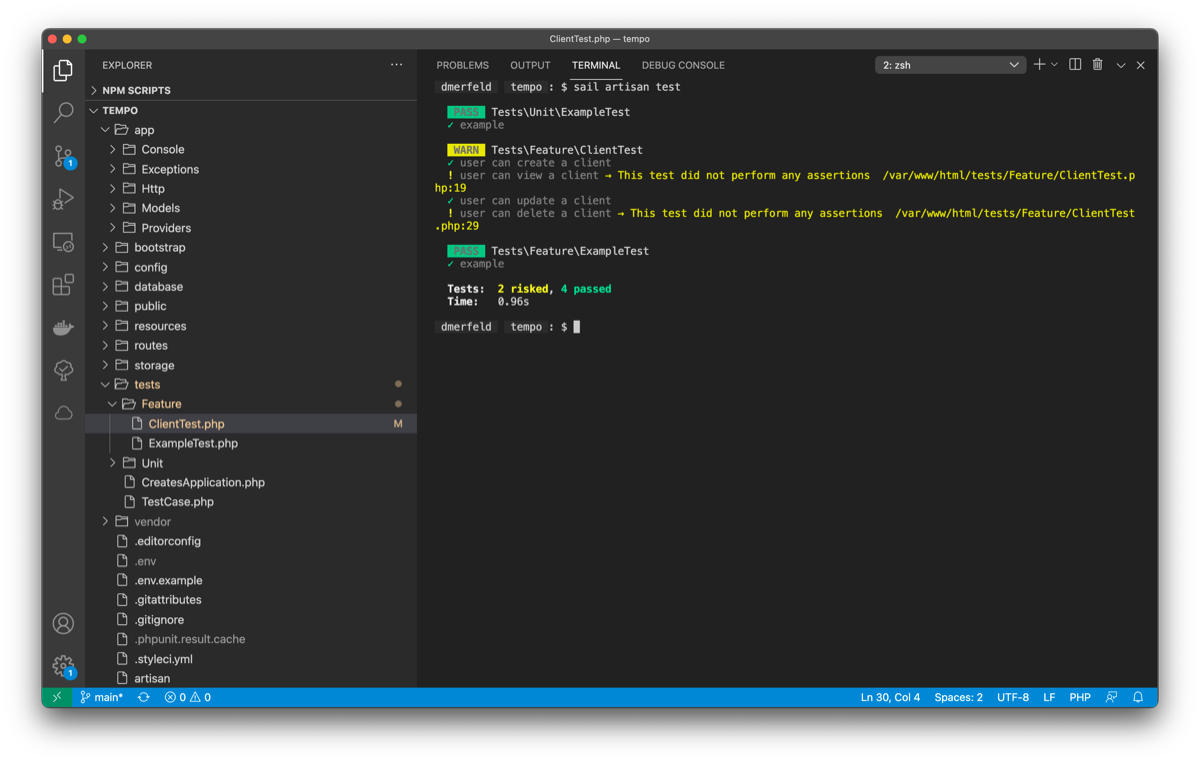 ClientTest.php — tempo
EXPLORER
NPM SCRIPTS
TEMPO
app
Console
Exceptions
Http
Models
Providers
bootstrap
config
database
public
resources
routes
storage
tests
Feature
ClientTest.php M
ExampleTest.php
Unit
CreatesApplication.php
TestCase.php
vendor
.editorconfig
.env
.env.example
.gitattributes
.gitignore
.phpunit.result.cache
.styleci.yml
artisan
1
1
PROBLEMS OUTPUT TERMINAL DEBUG CONSOLE 2: zsh
dmerfeld tempo : $ sail artisan test
PASS Tests\Unit\ExampleTest
✓ example
WARN Tests\Feature\ClientTest
✓ user can create a client
! user can view a client → This test did not perform any assertions /var/www/html/tests/Feature/ClientTest.p
hp:19
✓ user can update a client
! user can delete a client → This test did not perform any assertions /var/www/html/tests/Feature/ClientTest
.php:29
PASS Tests\Feature\ExampleTest
✓ example
Tests: 2 risked, 4 passed
Time: 0.96s
dmerfeld tempo : $
main* 0 0 Ln 30, Col 4 Spaces: 2 UTF-8 LF PHP